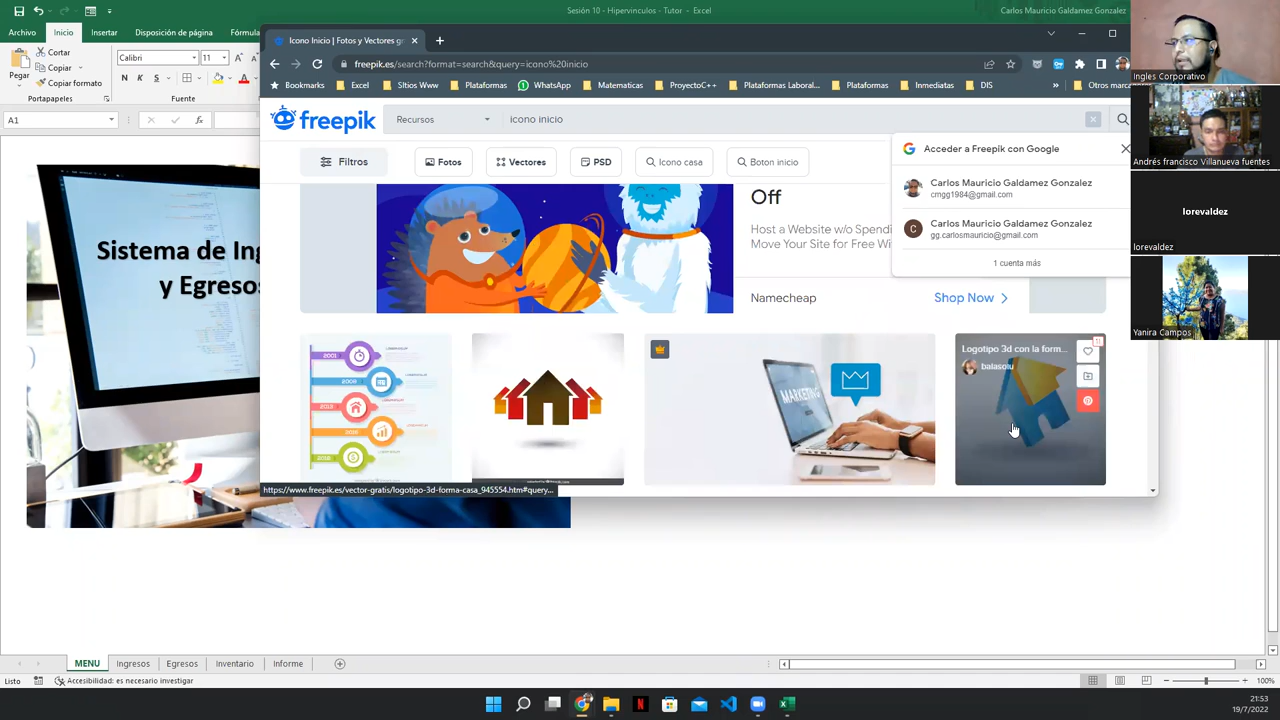 Sesión 10 - Hipervinculos - Tutor - Excel
Carlos Mauricio Galdamez Gonzalez
Archivo
Inicio
Insertar
Disposición de página
Fórmula
Pegar
Cortar
Copiar
Copiar formato
Portapapeles
Calibri
11
N
K
S
Fuente
A1
Sistema de Ing
y Egresos
Icono Inicio | Fotos y Vectores gr
freepik.es/search?format=search&query=icono%20inicio
Bookmarks
Excel
SItios Wwww
Plataformas
WhatsApp
Matematicas
ProyectoC++
Plataformas Laboral...
Plataformas
Inmediatas
DIS
Otros marca
freepik
Recursos
icono inicio
Filtros
Fotos
Vectores
PSD
Icono casa
Boton inicio
Acceder a Freepik con Google
Carlos Mauricio Galdamez Gonzalez
cmgg1984@gmail.com
C
Carlos Mauricio Galdamez Gonzalez
gg.carlosmauricio@gmail.com
1 cuenta más
Off
Host a Website w/o Spendi
Move Your Site for Free Wi
Namecheap
Shop Now
MARKETING
Logotipo 3d con la form...
balasoiu
https://www.freepik.es/vector-gratis/logotipo-3d-forma-casa_945554.htm#query...
Ingles Corporativo
Andrés francisco Villanueva fuentes
lorevaldez
lorevaldez
Yanira Campos
MENU
Ingresos
Egresos
Inventario
Informe
Listo
Accesibilidad: es necesario investigar
100%
21:53
19/7/2022